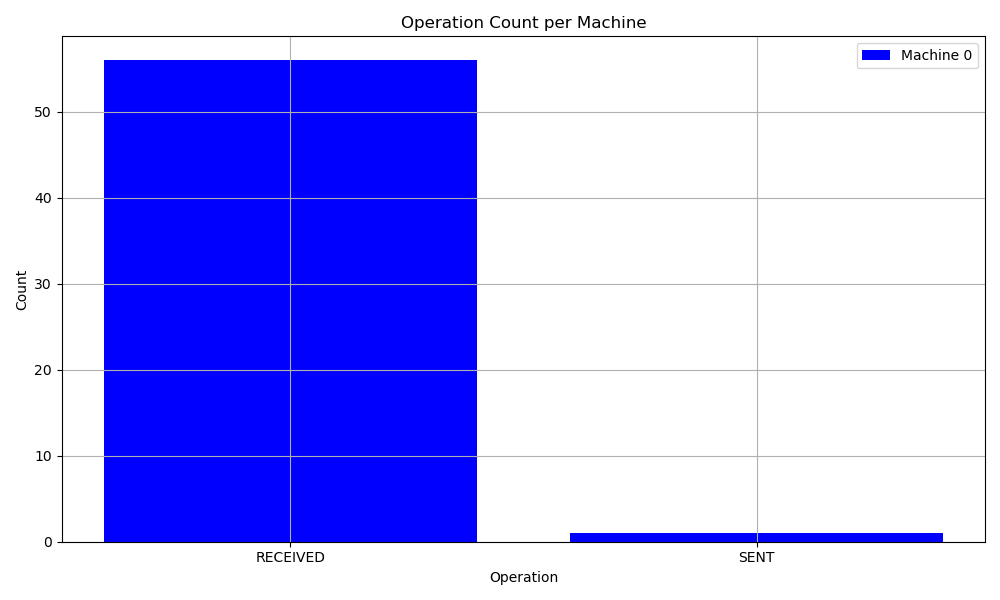 Operation Count per Machine
Machine 0
50
40
30
20
10
0
Count
RECEIVED
SENT
Operation